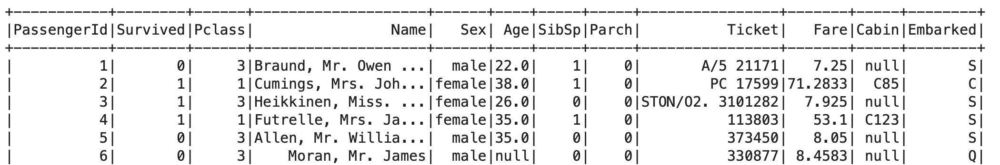 +-----------+--------+------+--------------------+------+----+-----+-----+----------------+-------+-----+--------+
|PassengerId|Survived|Pclass|                Name|   Sex| Age|SibSp|Parch|          Ticket|   Fare|Cabin|Embarked|
+-----------+--------+------+--------------------+------+----+-----+-----+----------------+-------+-----+--------+
|          1|       0|     3|Braund, Mr. Owen ...|  male|22.0|    1|    0|       A/5 21171|   7.25| null|       S|
|          2|       1|     1|Cumings, Mrs. Joh...|female|38.0|    1|    0|        PC 17599|71.2833|  C85|       C|
|          3|       1|     3|Heikkinen, Miss. ...|female|26.0|    0|    0|STON/O2. 3101282|  7.925| null|       S|
|          4|       1|     1|Futrelle, Mrs. Ja...|female|35.0|    1|    0|          113803|   53.1| C123|       S|
|          5|       0|     3|Allen, Mr. Willia...|  male|35.0|    0|    0|          373450|   8.05| null|       S|
|          6|       0|     3|    Moran, Mr. James|  male|null|    0|    0|          330877| 8.4583| null|       Q|